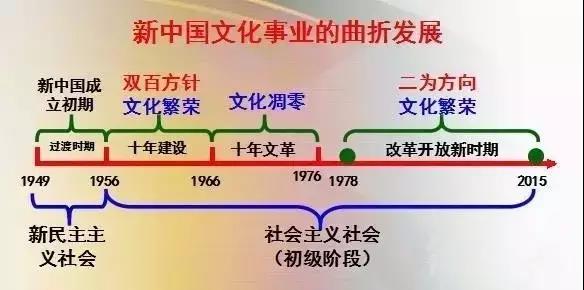 新中国文化事业的曲折发展
新中国成
立初期
双百方针
文化繁荣
文化凋零
二为方向
文化繁荣
过渡时期
十年建设
十年文革
改革开放新时期
1949
1956
1966
1976
1978
2015
新民主主
义社会
社会主义社会
（初级阶段）